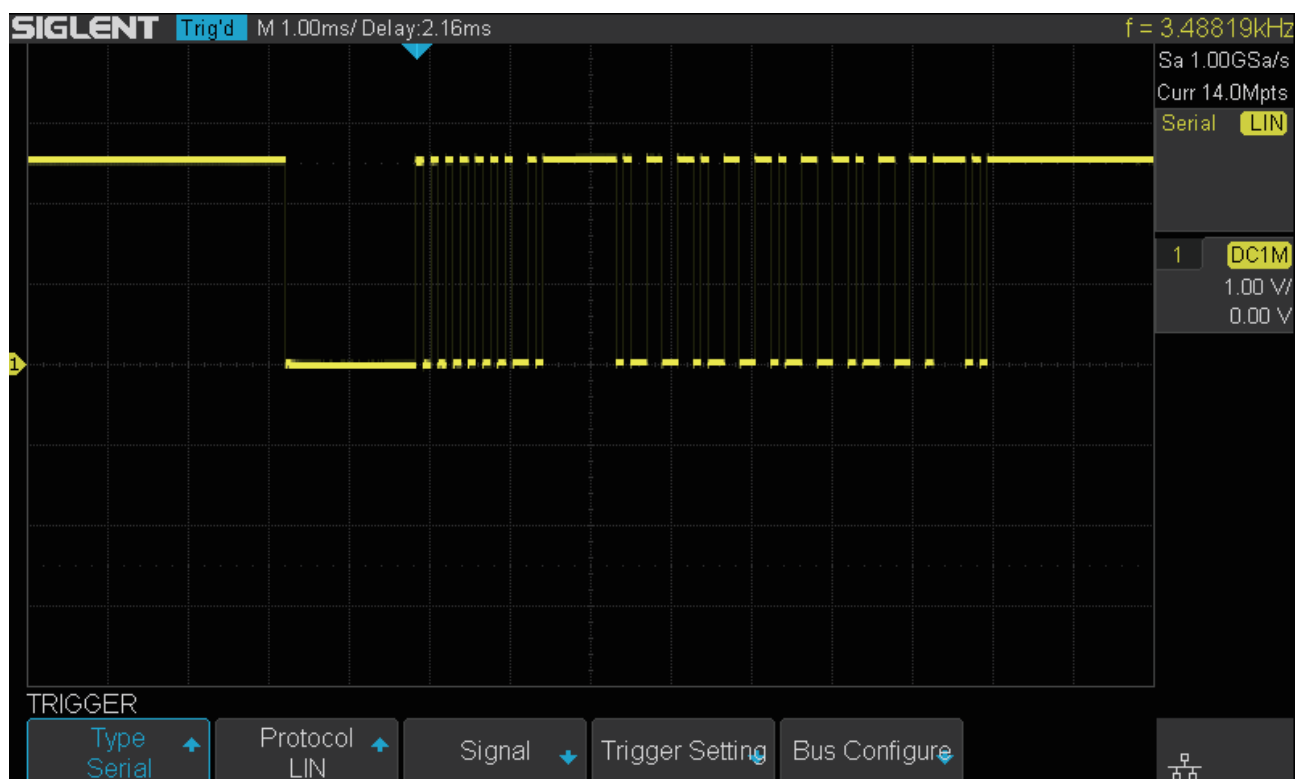 SIGLENT Trig'd M 1.00ms/ Delay:2.16ms f = 3.48819kHz
Sa 1.00GSa/s
Curr 14.0Mpts
Serial LIN
1 DC1M
1.00 V/
0.00 V
1
TRIGGER
Type Protocol Signal Trigger Setting Bus Configure
Serial LIN